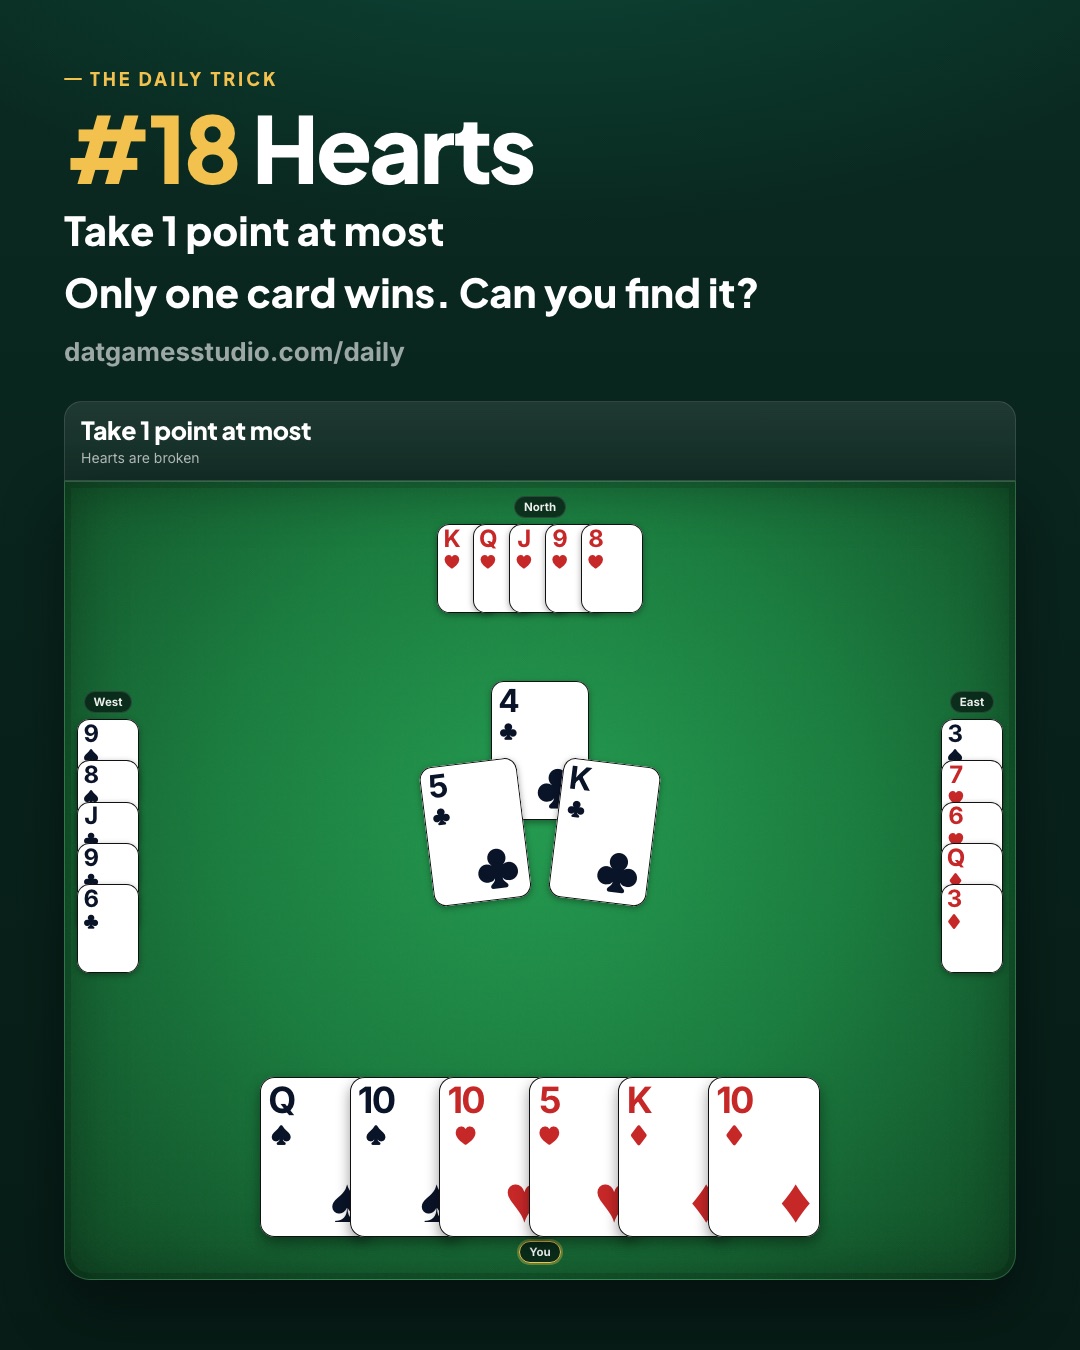 — THE DAILY TRICK
#18 Hearts
Take 1 point at most
Only one card wins. Can you find it?
datgamesstudio.com/daily
Take 1 point at most
Hearts are broken
North
K Q J 9 8
4
West
East
5 K
9
8
J
9
6
3
7
6
Q
3
Q 10 10 5 K 10
You